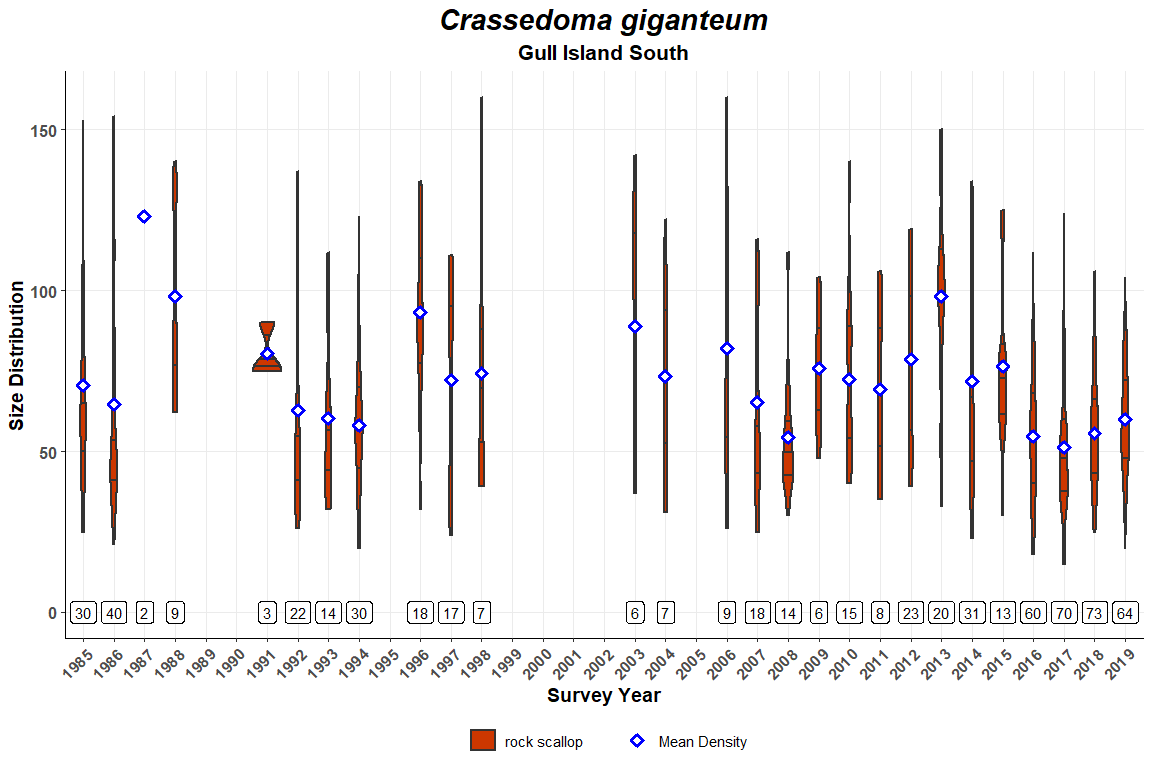 Crassedoma giganteum
Gull Island South
Size Distribution
150
100
50
0
30 40 2 9 3 22 14 30 18 17 7 6 7 9 18 14 6 15 8 23 20 31 13 60 70 73 64
1985 1986 1987 1988 1989 1990 1991 1992 1993 1994 1995 1996 1997 1998 1999 2000 2001 2002 2003 2004 2005 2006 2007 2008 2009 2010 2011 2012 2013 2014 2015 2016 2017 2018 2019
Survey Year
rock scallop Mean Density